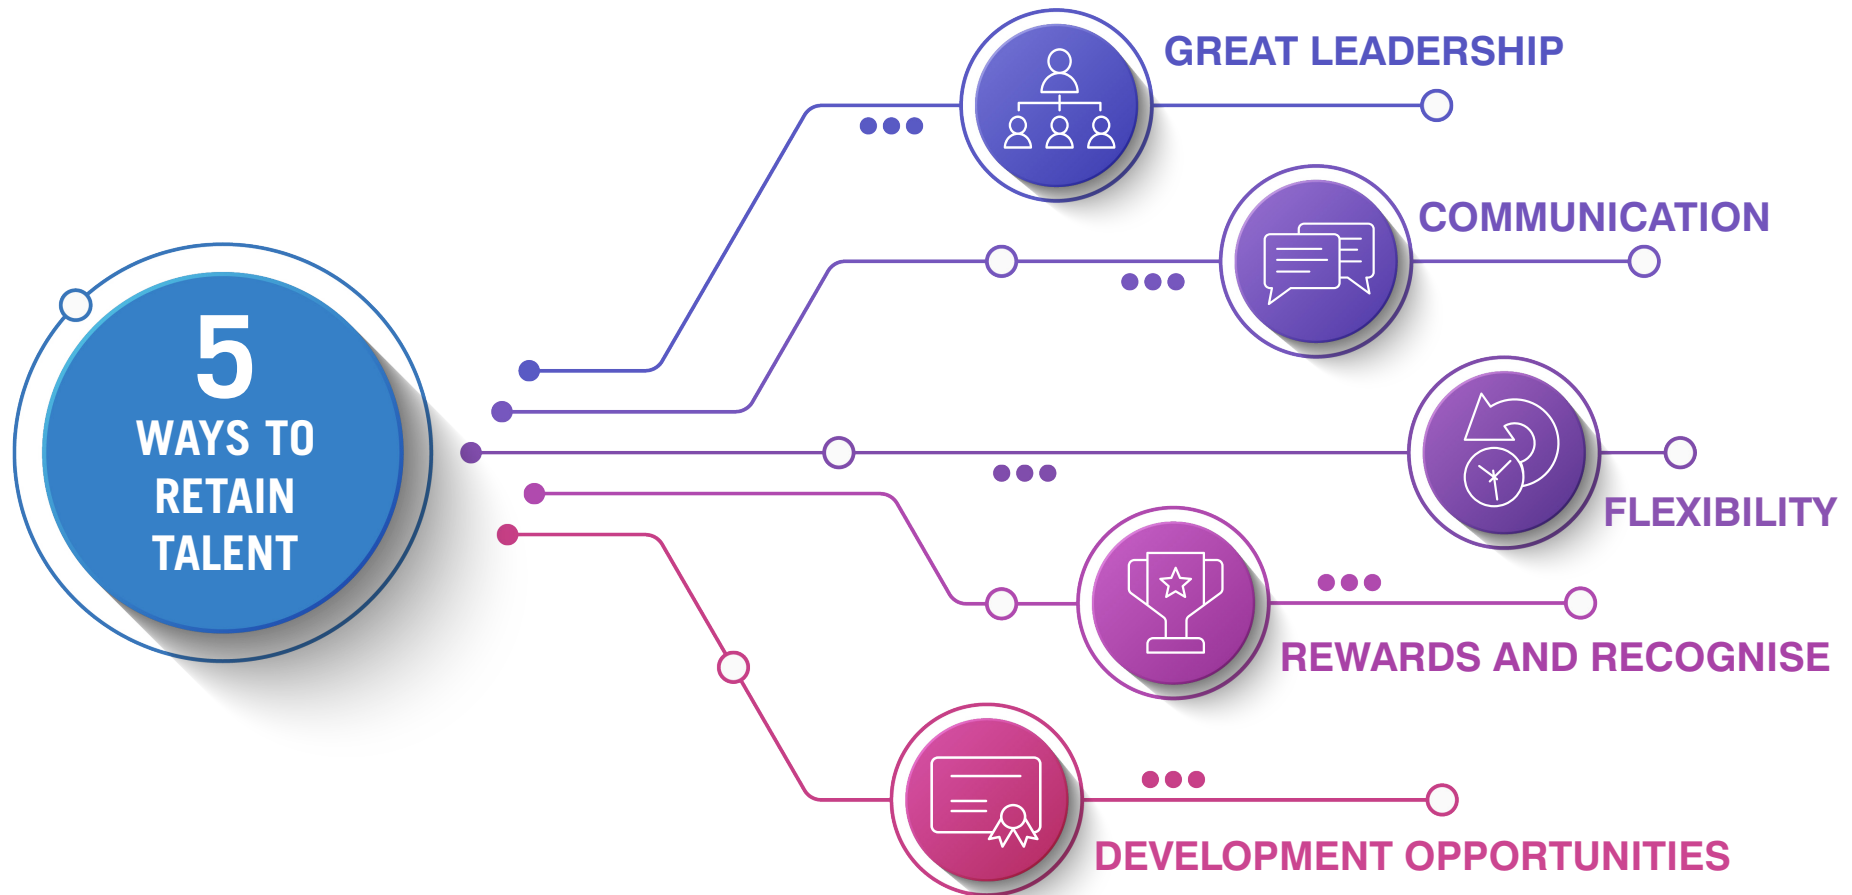 5
WAYS TO
RETAIN
TALENT
GREAT LEADERSHIP
COMMUNICATION
FLEXIBILITY
REWARDS AND RECOGNISE
DEVELOPMENT OPPORTUNITIES